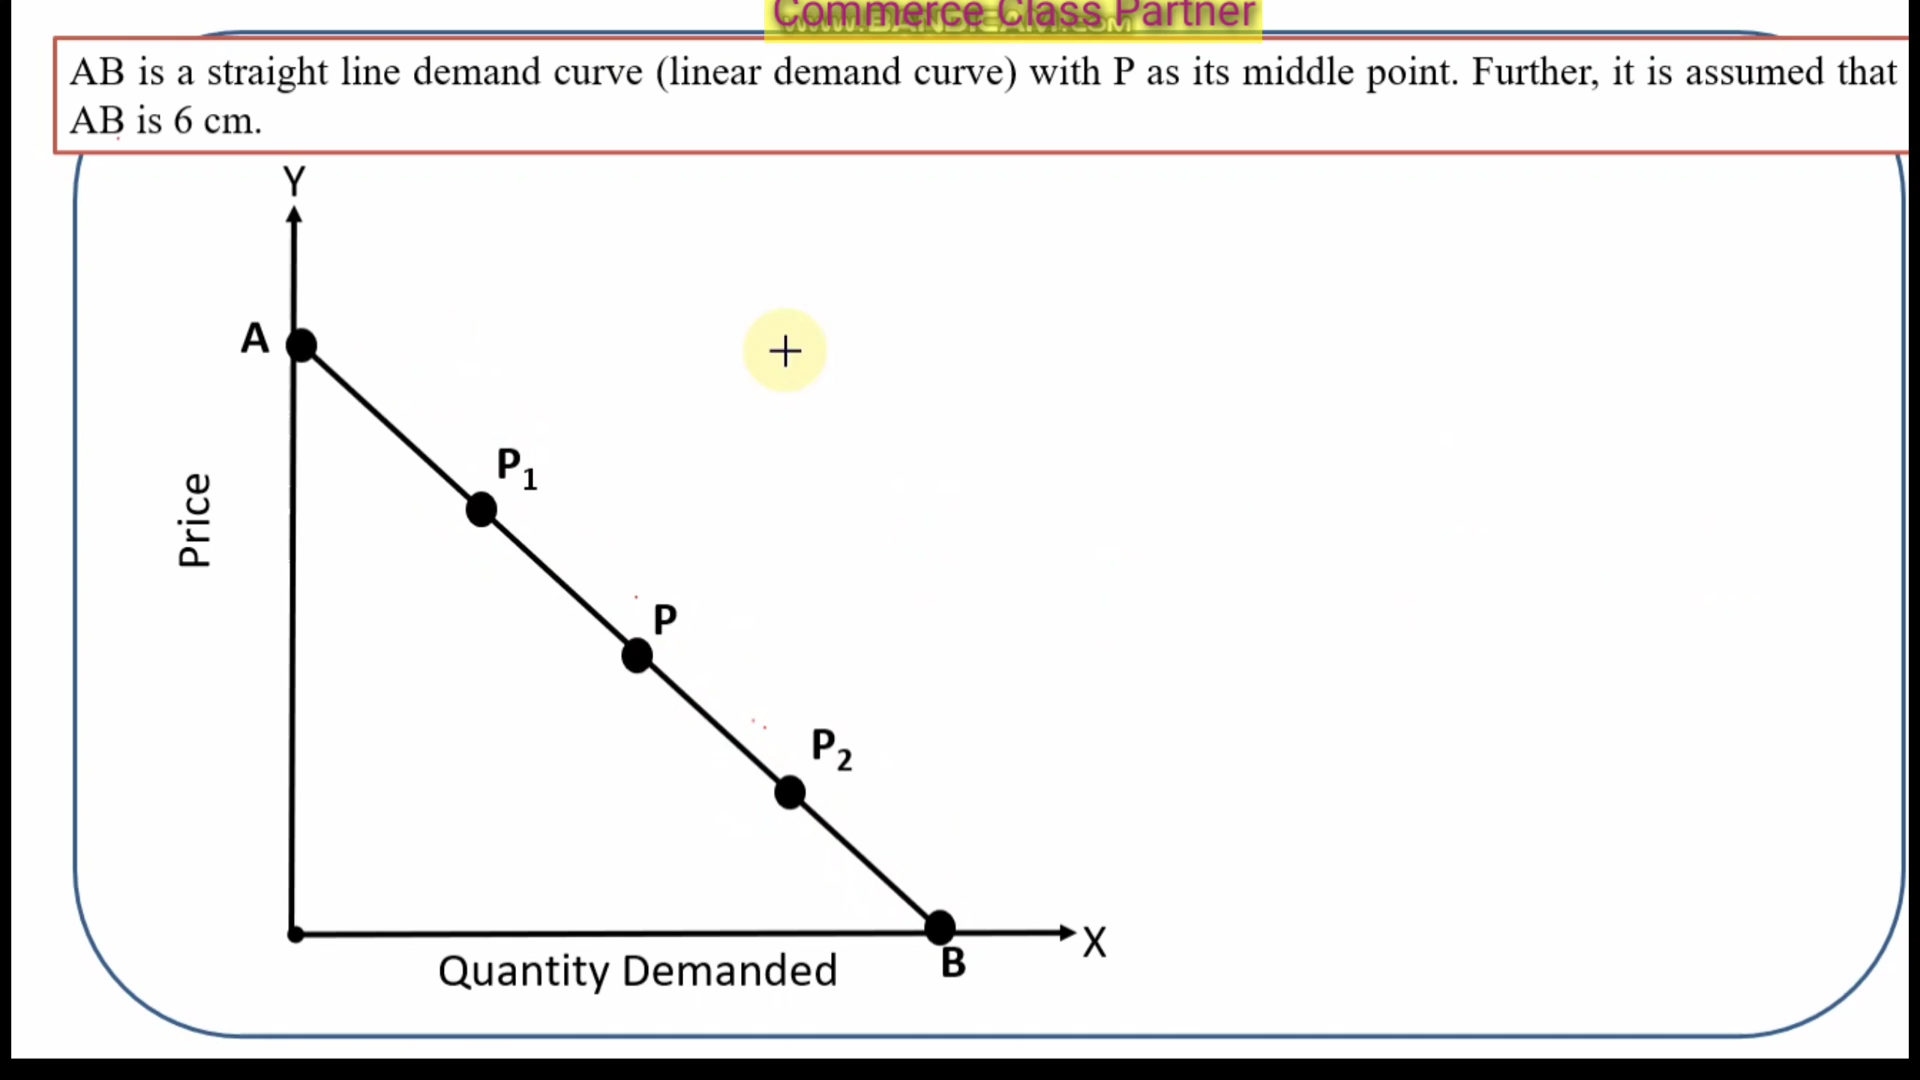 Commerce Class Partner
AB is a straight line demand curve (linear demand curve) with P as its middle point. Further, it is assumed that
AB is 6 cm.
Y
A
P₁
Price
P
P₂
X
B
Quantity Demanded